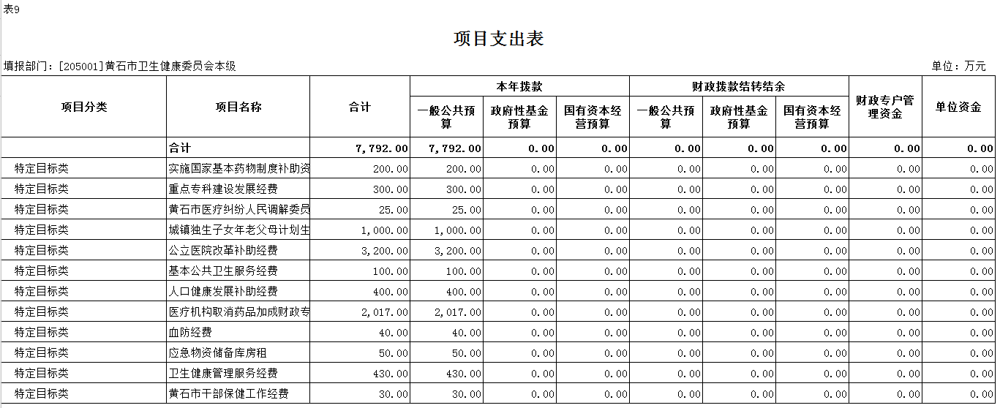 表9
项目支出表
填报部门：[205001]黄石市卫生健康委员会本级 单位：万元
项目分类 项目名称 合计 本年拨款 财政拨款结转结余 财政专户管理资金 单位资金
一般公共预算 政府性基金预算 国有资本经营预算 一般公共预算 政府性基金预算 国有资本经营预算
合计 7,792.00 7,792.00 0.00 0.00 0.00 0.00 0.00 0.00 0.00
特定目标类 实施国家基本药物制度补助资 200.00 200.00 0.00 0.00 0.00 0.00 0.00 0.00 0.00
特定目标类 重点专科建设发展经费 300.00 300.00 0.00 0.00 0.00 0.00 0.00 0.00 0.00
特定目标类 黄石市医疗纠纷人民调解委员 25.00 25.00 0.00 0.00 0.00 0.00 0.00 0.00 0.00
特定目标类 城镇独生子女年老父母计划生 1,000.00 1,000.00 0.00 0.00 0.00 0.00 0.00 0.00 0.00
特定目标类 公立医院改革补助经费 3,200.00 3,200.00 0.00 0.00 0.00 0.00 0.00 0.00 0.00
特定目标类 基本公共卫生服务经费 100.00 100.00 0.00 0.00 0.00 0.00 0.00 0.00 0.00
特定目标类 人口健康发展补助经费 400.00 400.00 0.00 0.00 0.00 0.00 0.00 0.00 0.00
特定目标类 医疗机构取消药品加成财政专 2,017.00 2,017.00 0.00 0.00 0.00 0.00 0.00 0.00 0.00
特定目标类 血防经费 40.00 40.00 0.00 0.00 0.00 0.00 0.00 0.00 0.00
特定目标类 应急物资储备库房租 50.00 50.00 0.00 0.00 0.00 0.00 0.00 0.00 0.00
特定目标类 卫生健康管理服务经费 430.00 430.00 0.00 0.00 0.00 0.00 0.00 0.00 0.00
特定目标类 黄石市干部保健工作经费 30.00 30.00 0.00 0.00 0.00 0.00 0.00 0.00 0.00